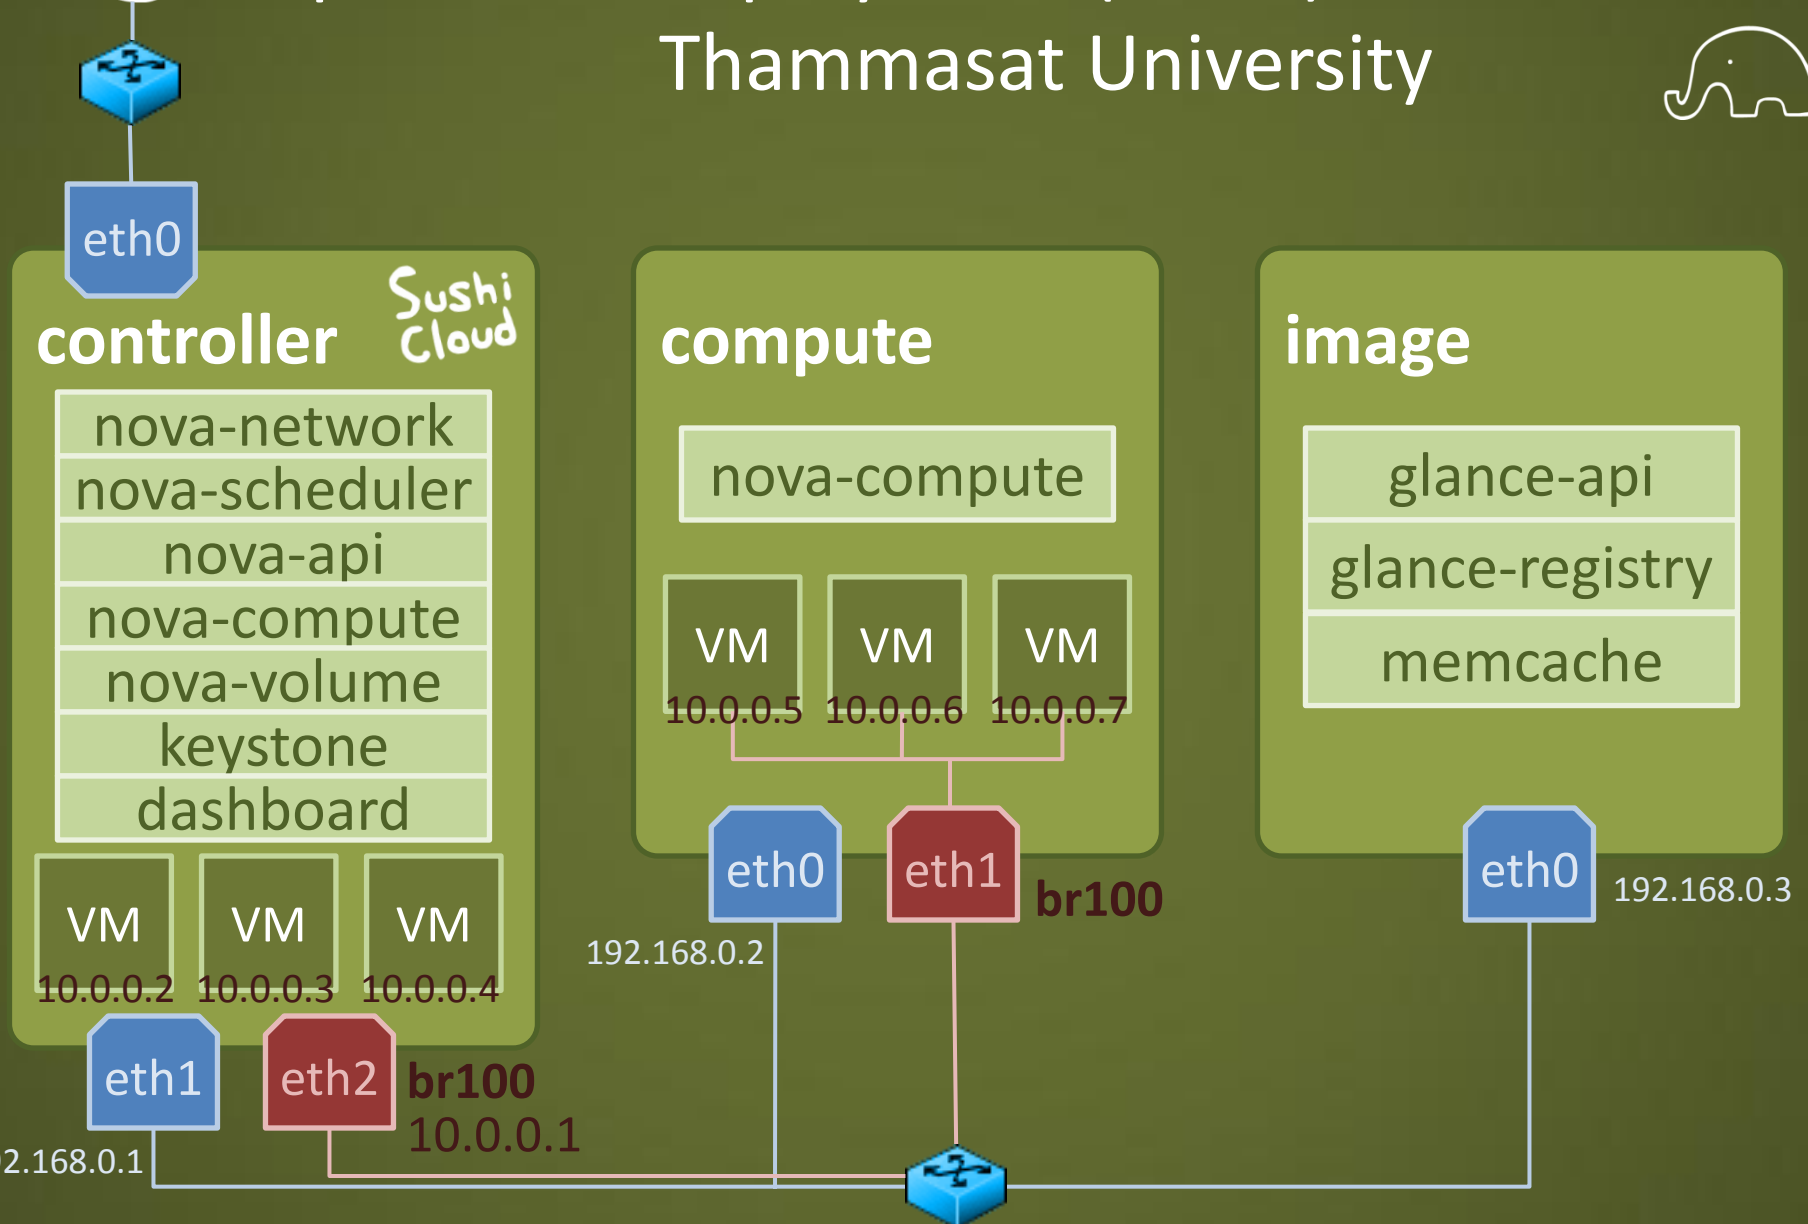 Thammasat University
eth0
Sushi
Cloud
controller
nova-network
nova-scheduler
nova-api
nova-compute
nova-volume
keystone
dashboard
VM
VM
VM
10.0.0.2
10.0.0.3
10.0.0.4
eth1
eth2
br100
10.0.0.1
2.168.0.1
compute
nova-compute
VM
VM
VM
10.0.0.5
10.0.0.6
10.0.0.7
eth0
eth1
br100
192.168.0.2
image
glance-api
glance-registry
memcache
eth0
192.168.0.3